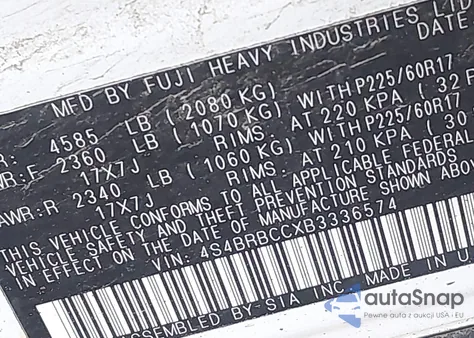 MFD BY FUJI HEAVY INDUSTRIES LTD
DATE
R: 4585 LB ( 2080 KG)
WR:F 2360 LB ( 1070 KG) WITH P225/60R17
17X7J RIMS: AT 220 KPA ( 32
AWR:R 2340 LB ( 1060 KG) WITH P225/60R17
17X7J RIMS: AT 210 KPA ( 30
THIS VEHICLE CONFORMS TO ALL APPLICABLE FEDERAL
VEHICLE SAFETY AND THEFT PREVENTION STANDARDS
IN EFFECT ON THE DATE OF MANUFACTURE SHOWN ABO
VIN: 4S4BRBCCXB3336574
SSEMBLED BY SIA INC. MADE IN U
autoSnap
Pewne auta z aukcji USA i EU